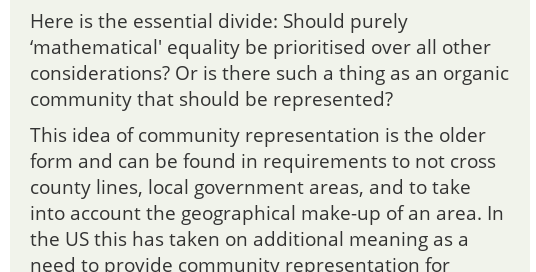 Here is the essential divide: Should purely
‘mathematical' equality be prioritised over all other
considerations? Or is there such a thing as an organic
community that should be represented?
This idea of community representation is the older
form and can be found in requirements to not cross
county lines, local government areas, and to take
into account the geographical make-up of an area. In
the US this has taken on additional meaning as a
need to provide community representation for